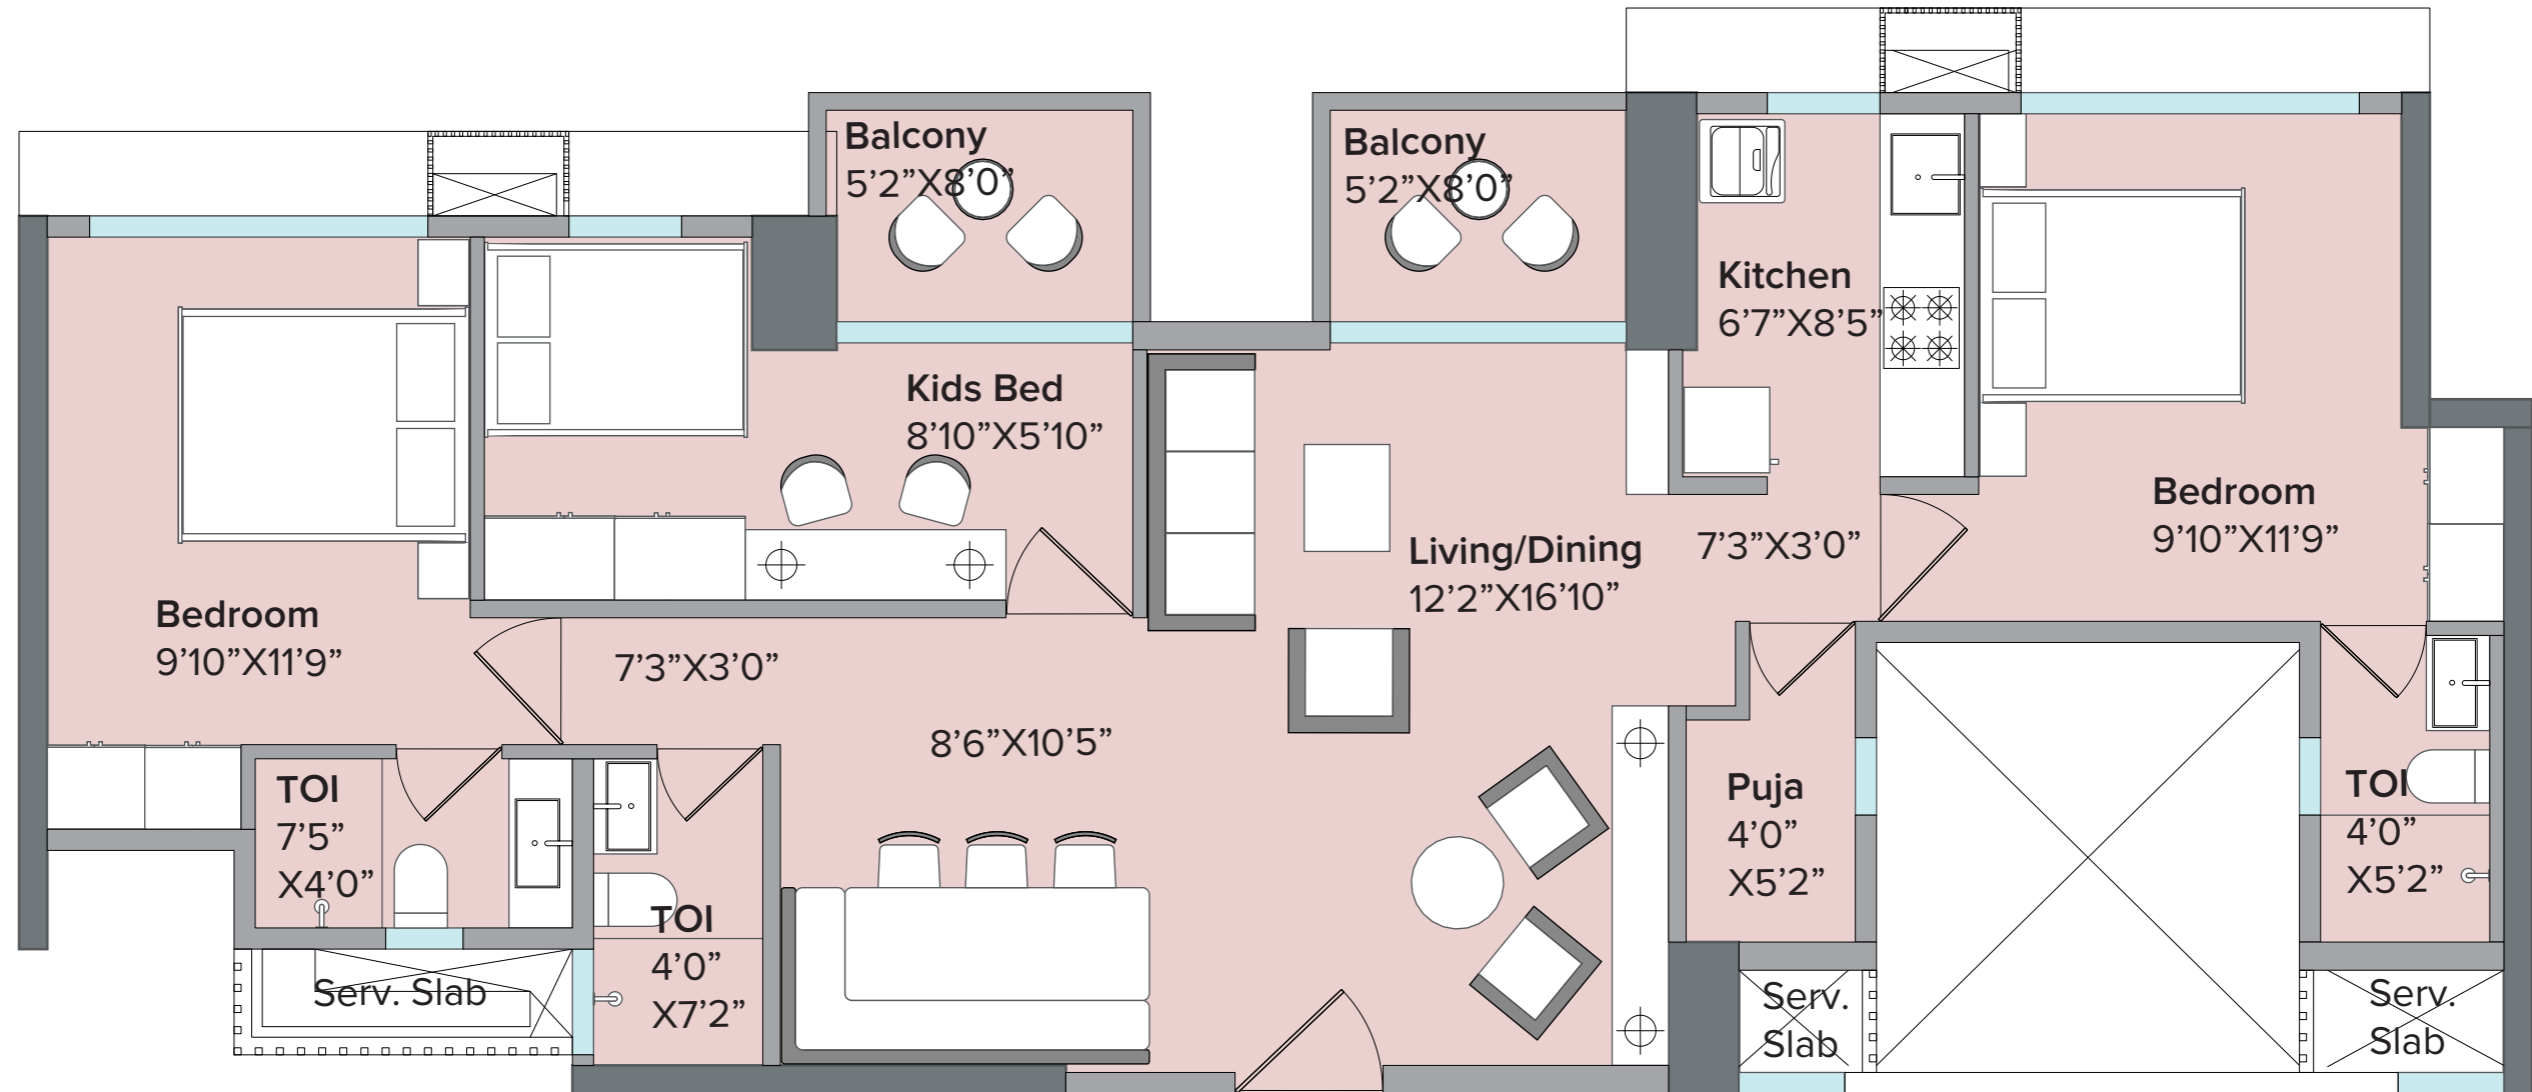 Balcony
5’2”X8’0”
Balcony
5’2”X8’0”
Kitchen
6’7”X8’5”
Kids Bed
8’10”X5’10”
Bedroom
9’10”X11’9”
Living/Dining
12’2”X16’10”
7’3”X3’0”
Bedroom
9’10”X11’9”
7’3”X3’0”
8’6”X10’5”
TOI
7’5”
X4’0”
TOI
4’0”
X7’2”
Puja
4’0”
X5’2”
TOI
4’0”
X5’2”
Serv. Slab
Serv.
Slab
Serv.
Slab